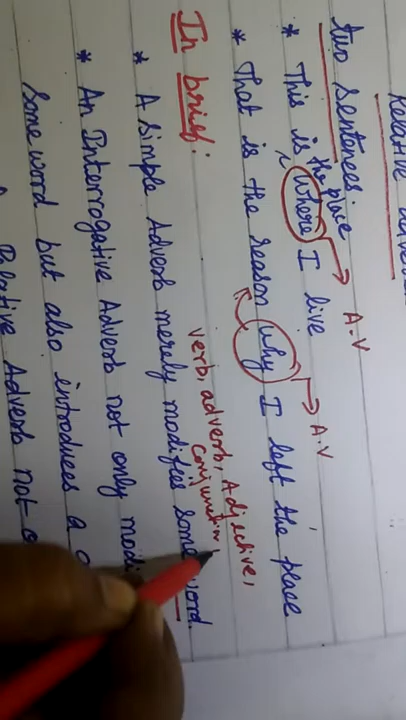 Relative adver
two sentences.
the place
* This is where I live
A.V
* That is the reason why I left the place
A.V
In brief:
verb, adverb, Adjective,
conjunction
* A Simple Adverb merely modifies some word.
* An Interrogative Adverb not only modi
Some word but also introduces a
Relative Adverb not o